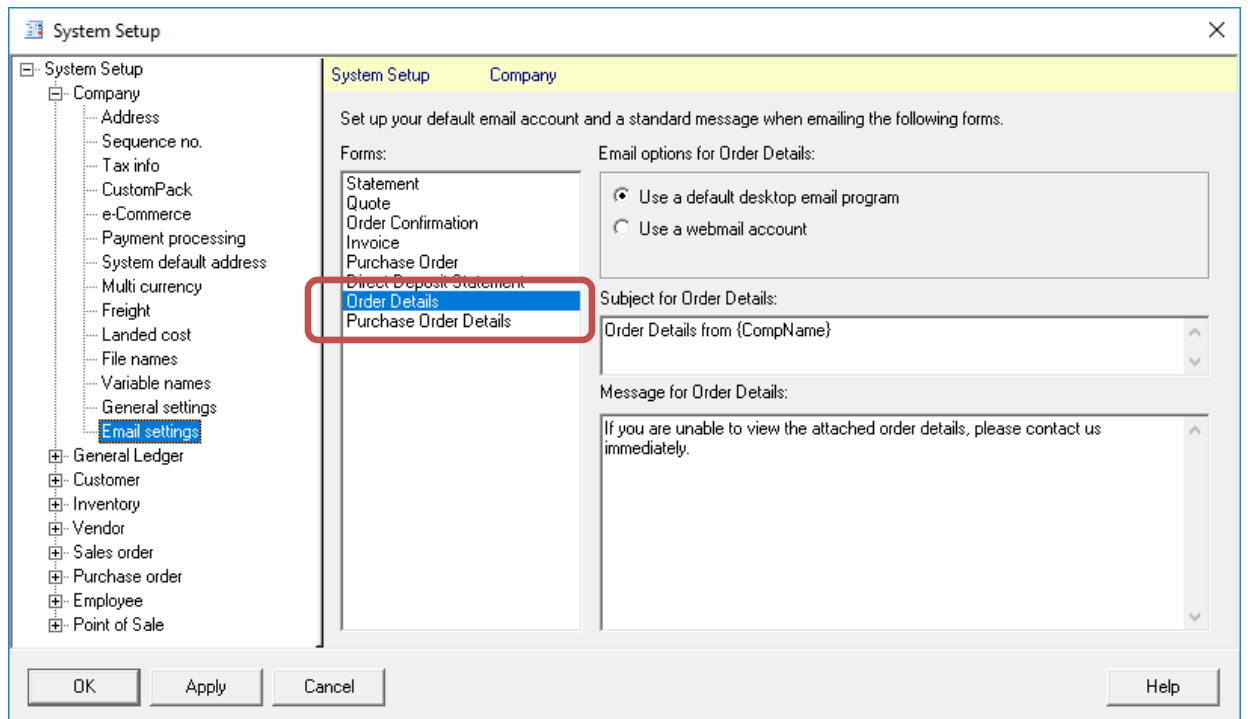 System Setup
System Setup
Company
Address
Sequence no.
Tax info
CustomPack
e-Commerce
Payment processing
System default address
Multi currency
Freight
Landed cost
File names
Variable names
General settings
Email settings
General Ledger
Customer
Inventory
Vendor
Sales order
Purchase order
Employee
Point of Sale
System Setup Company
Set up your default email account and a standard message when emailing the following forms.
Forms:
Statement
Quote
Order Confirmation
Invoice
Purchase Order
Direct Deposit Statement
Order Details
Purchase Order Details
Email options for Order Details:
Use a default desktop email program
Use a webmail account
Subject for Order Details:
Order Details from {CompName}
Message for Order Details:
If you are unable to view the attached order details, please contact us
immediately.
OK Apply Cancel Help